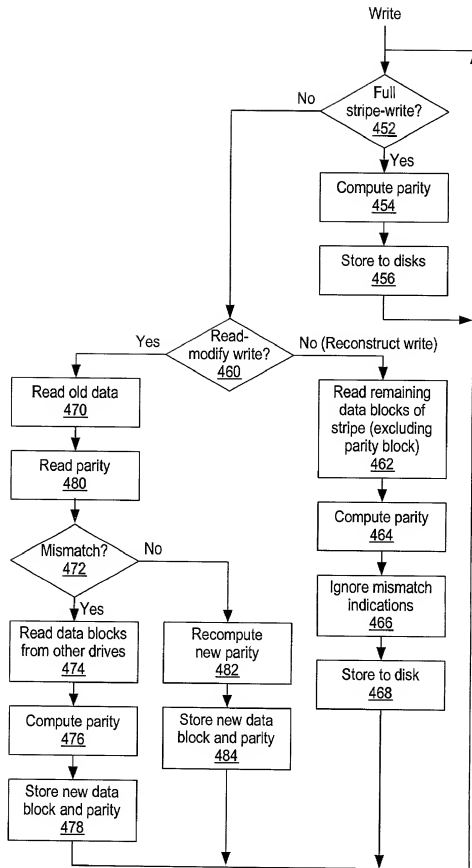 Write
Full
stripe-write?
452
No
Yes
Compute parity
454
Store to disks
456
Read-
modify write?
460
Yes
No (Reconstruct write)
Read old data
470
Read parity
480
Mismatch?
472
No
Yes
Read data blocks
from other drives
474
Compute parity
476
Store new data
block and parity
478
Recompute
new parity
482
Store new data
block and parity
484
Read remaining
data blocks of
stripe (excluding
parity block)
462
Compute parity
464
Ignore mismatch
indications
466
Store to disk
468